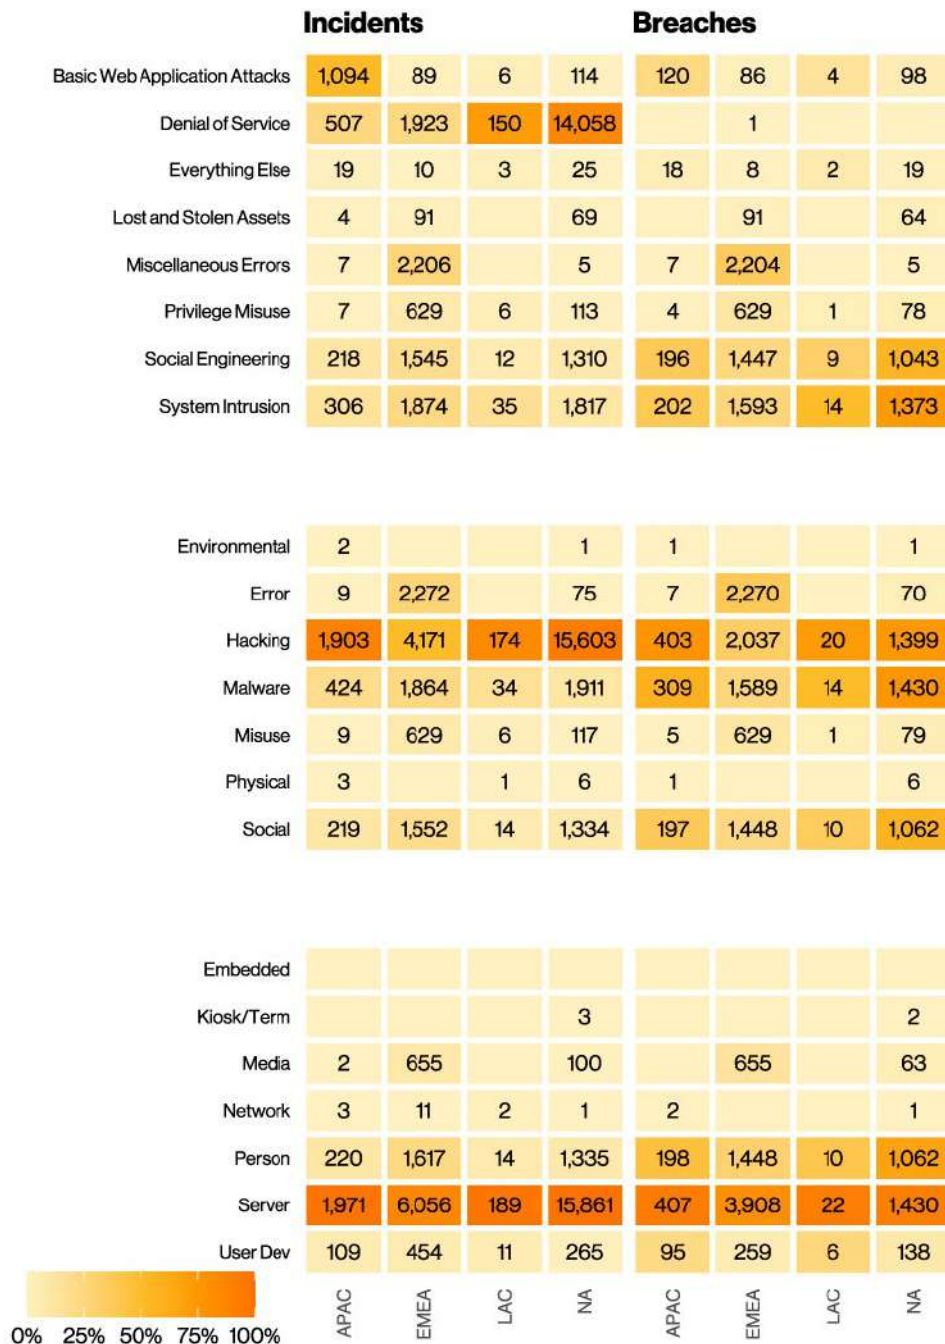 Incidents Breaches
Basic Web Application Attacks 1,094 89 6 114 120 86 4 98
Denial of Service 507 1,923 150 14,058 1
Everything Else 19 10 3 25 18 8 2 19
Lost and Stolen Assets 4 91 69 91 64
Miscellaneous Errors 7 2,206 5 7 2,204 5
Privilege Misuse 7 629 6 113 4 629 1 78
Social Engineering 218 1,545 12 1,310 196 1,447 9 1,043
System Intrusion 306 1,874 35 1,817 202 1,593 14 1,373
Environmental 2 1 1 1
Error 9 2,272 75 7 2,270 70
Hacking 1,903 4,171 174 15,603 403 2,037 20 1,399
Malware 424 1,864 34 1,911 309 1,589 14 1,430
Misuse 9 629 6 117 5 629 1 79
Physical 3 1 6 1 6
Social 219 1,552 14 1,334 197 1,448 10 1,062
Embedded
Kiosk/Term 3 2
Media 2 655 100 655 63
Network 3 11 2 1 2 1
Person 220 1,617 14 1,335 198 1,448 10 1,062
Server 1,971 6,056 189 15,861 407 3,908 22 1,430
User Dev 109 454 11 265 95 259 6 138
APAC EMEA LAC NA APAC EMEA LAC NA
0% 25% 50% 75% 100%